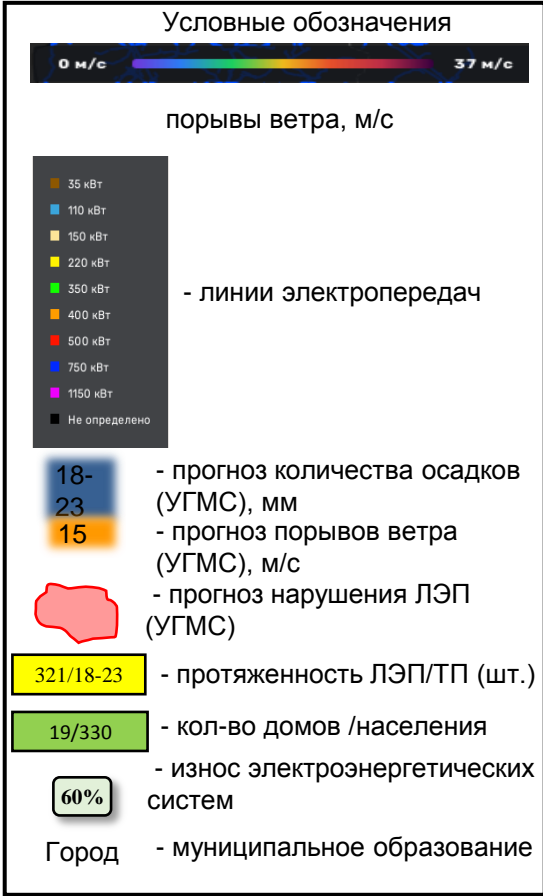 Условные обозначения
0 м/с 37 м/с
порывы ветра, м/с
35 кВт
110 кВт
150 кВт
220 кВт
350 кВт
400 кВт
500 кВт
750 кВт
1150 кВт
Не определено
- линии электропередач
18-
23
- прогноз количества осадков
(УГМС), мм
15
- прогноз порывов ветра
(УГМС), м/с
- прогноз нарушения ЛЭП
(УГМС)
321/18-23 - протяженность ЛЭП/ТП (шт.)
19/330 - кол-во домов /населения
60%
- износ электроэнергетических
систем
Город - муниципальное образование